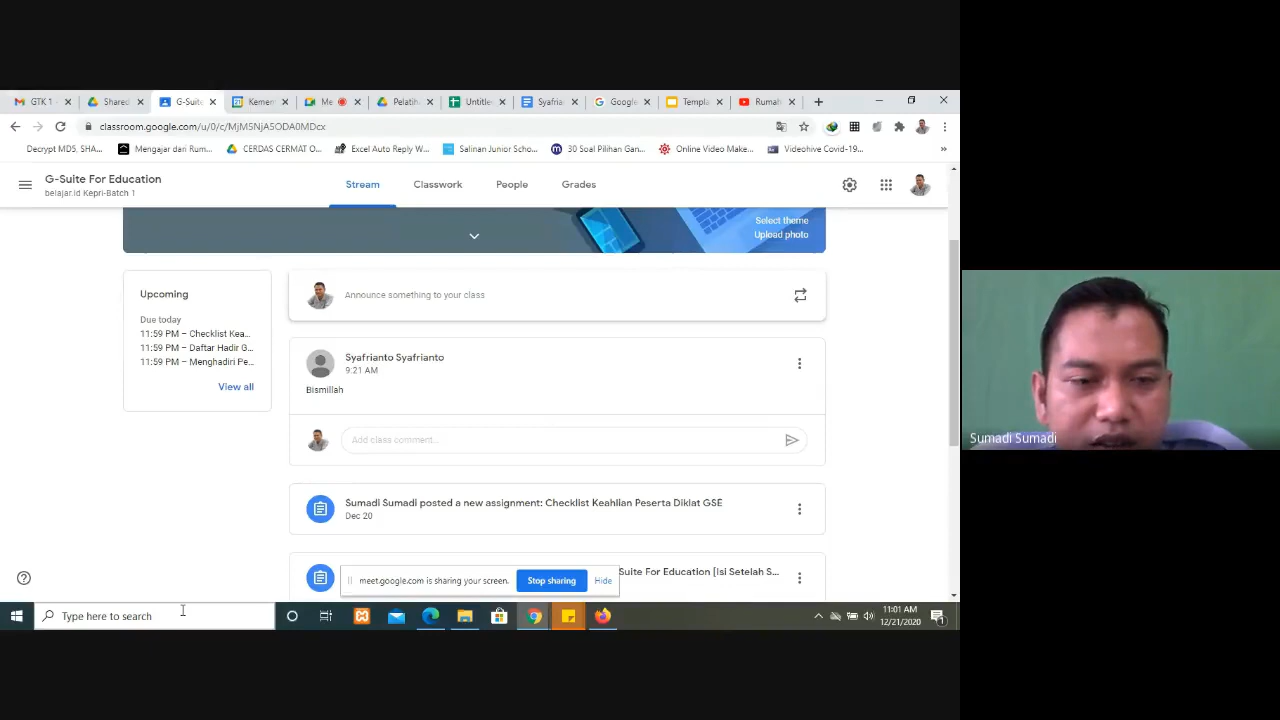 GTK 1 -
Shared
G-Suite
Kemen
Me
Pelatih
Untitle
Syafria
Google
Templa
Rumah
classroom.google.com/u/0/c/MjM5NjA5ODA0MDcx
Decrypt MD5, SHA...
Mengajar dari Rum...
CERDAS CERMAT O...
Excel Auto Reply W...
Salinan Junior Scho...
30 Soal Pilihan Gan...
Online Video Make...
Videohive Covid-19...
»
G-Suite For Education
belajar.id Kepri-Batch 1
Stream
Classwork
People
Grades
Select theme
Upload photo
Upcoming
Due today
11:59 PM – Checklist Kea...
11:59 PM – Daftar Hadir G...
11:59 PM – Menghadiri Pe...
View all
Announce something to your class
Syafrianto Syafrianto
9:21 AM
Bismillah
Add class comment...
Sumadi Sumadi posted a new assignment: Checklist Keahlian Peserta Diklat GSE
Dec 20
Suite For Education [Isi Setelah S...
meet.google.com is sharing your screen.
Stop sharing
Hide
Type here to search
11:01 AM
12/21/2020
Sumadi Sumadi